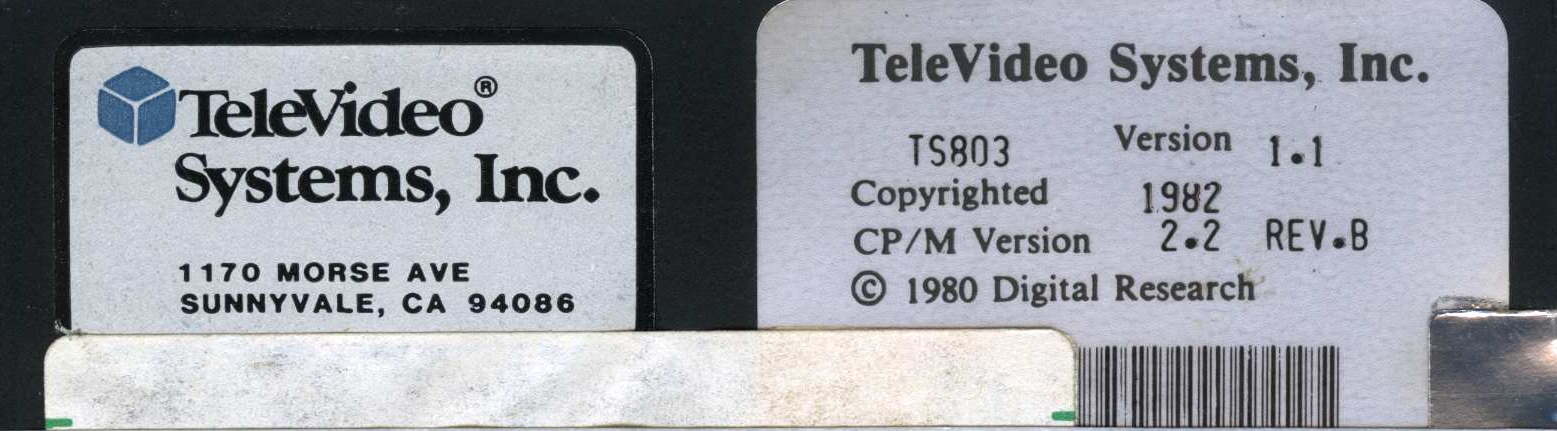 TeleVideo®
Systems, Inc.
1170 MORSE AVE
SUNNYVALE, CA 94086
TeleVideo Systems, Inc.
TS803 Version 1.1
Copyrighted 1982
CP/M Version 2.2 REV.B
© 1980 Digital Research